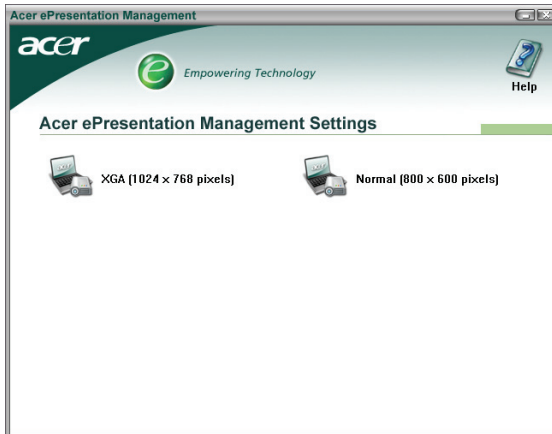 Acer ePresentation Management
acer
e Empowering Technology
Help
Acer ePresentation Management Settings
XGA (1024 x 768 pixels)
Normal (800 x 600 pixels)